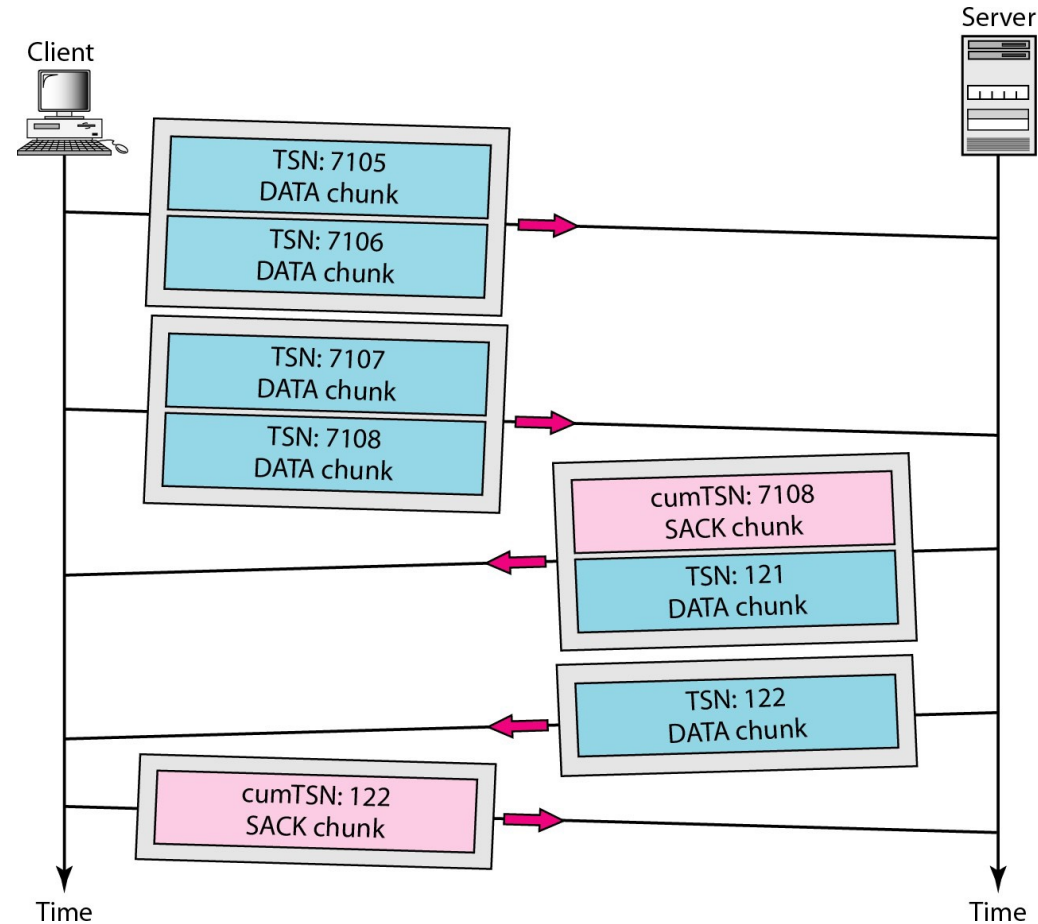 Server
Client
TSN: 7105
DATA chunk
TSN: 7106
DATA chunk
TSN: 7107
DATA chunk
TSN: 7108
DATA chunk
cumTSN: 7108
SACK chunk
TSN: 121
DATA chunk
TSN: 122
DATA chunk
cumTSN: 122
SACK chunk
Time
Time